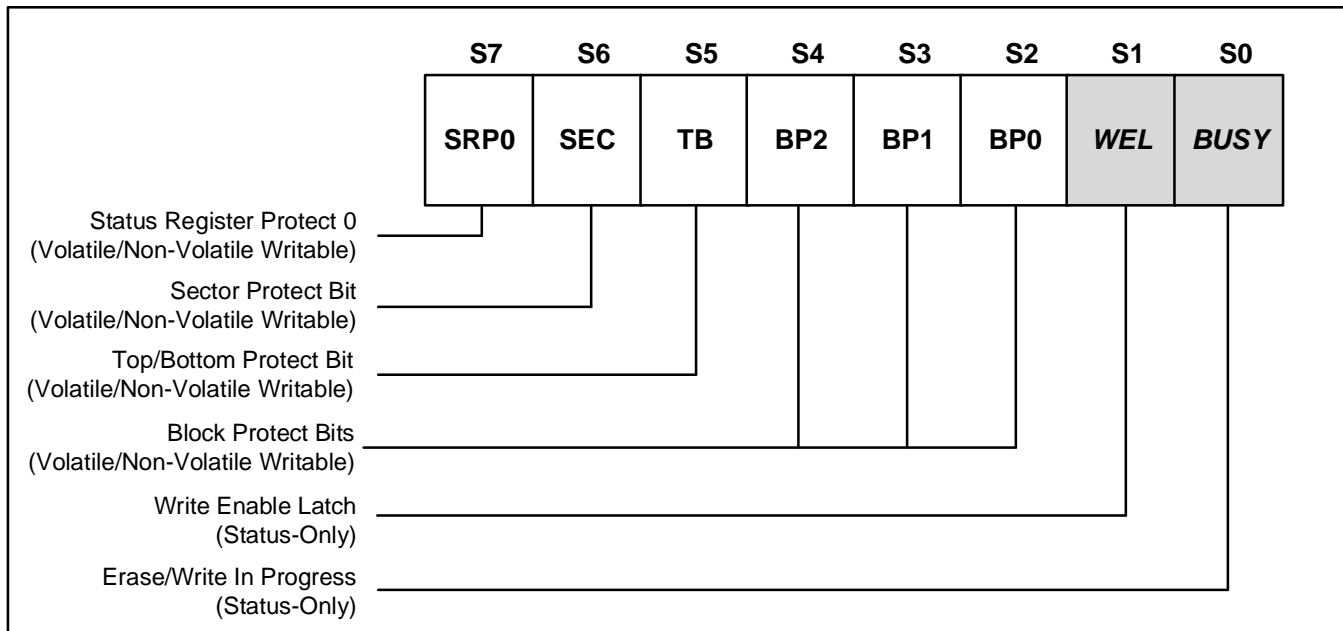 S7 S6 S5 S4 S3 S2 S1 S0
SRP0 SEC TB BP2 BP1 BP0 WEL BUSY
Status Register Protect 0
(Volatile/Non-Volatile Writable)
Sector Protect Bit
(Volatile/Non-Volatile Writable)
Top/Bottom Protect Bit
(Volatile/Non-Volatile Writable)
Block Protect Bits
(Volatile/Non-Volatile Writable)
Write Enable Latch
(Status-Only)
Erase/Write In Progress
(Status-Only)